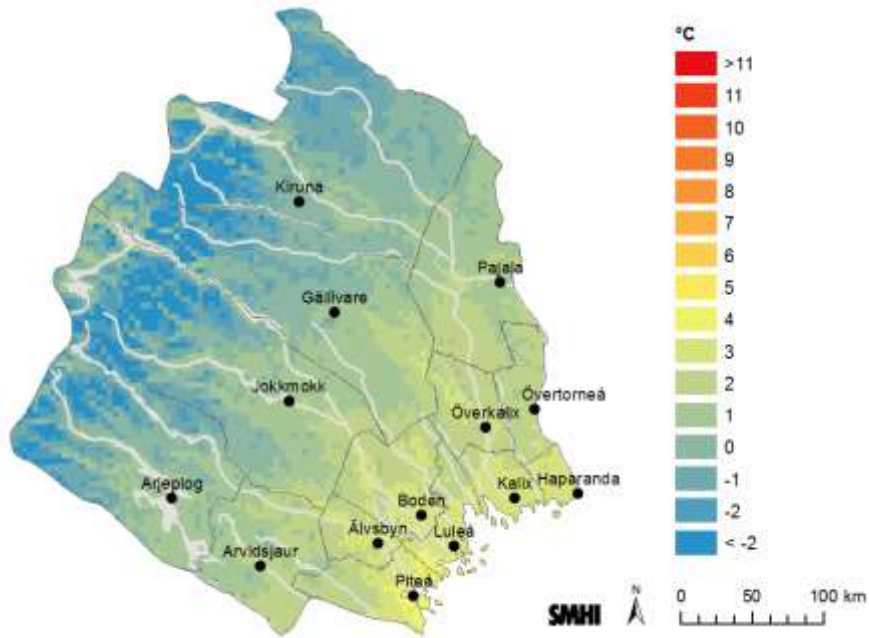 °C
>11
11
10
9
8
7
6
5
4
3
2
1
0
-1
-2
< -2
Kiruna
Pajala
Gällivare
Jokkmokk
Övertorneå
Överkalix
Arjeplog
Kalix
Haparanda
Boden
Älvsbyn
Luleå
Arvidsjaur
Piteå
SMHI
N
0 50 100 km